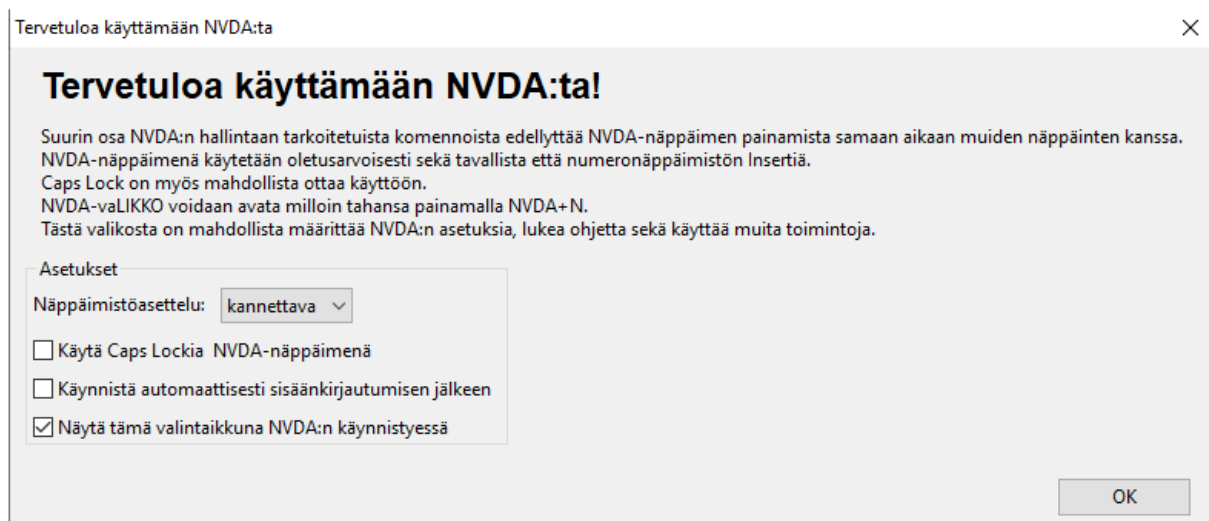 Tervetuloa käyttämään NVDA:ta
Tervetuloa käyttämään NVDA:ta!
Suurin osa NVDA:n hallintaan tarkoitetuista komennoista edellyttää NVDA-näppäimen painamista samaan aikaan muiden näppäinten kanssa.
NVDA-näppäimenä käytetään oletusarvoisesti sekä tavallista että numeronäppäimistön Insertiä.
Caps Lock on myös mahdollista ottaa käyttöön.
NVDA-vaLIKKO voidaan avata milloin tahansa painamalla NVDA+N.
Tästä valikosta on mahdollista määrittää NVDA:n asetuksia, lukea ohjetta sekä käyttää muita toimintoja.
Asetukset
Näppäimistöasettelu: kannettava
Käytä Caps Lockia NVDA-näppäimenä
Käynnistä automaattisesti sisäänkirjautumisen jälkeen
Näytä tämä valintaikkuna NVDA:n käynnistyessä
OK